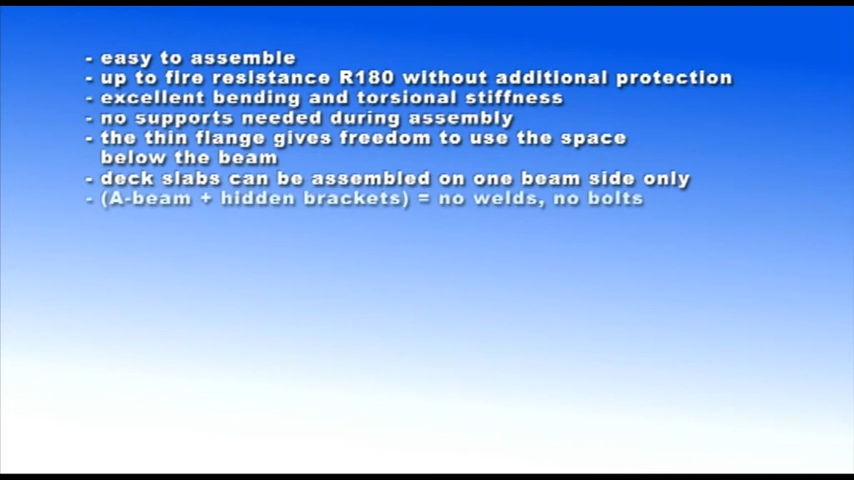 - easy to assemble
- up to fire resistance R180 without additional protection
- excellent bending and torsional stiffness
- no supports needed during assembly
- the thin flange gives freedom to use the space
below the beam
- deck slabs can be assembled on one beam side only
- (A-beam + hidden brackets) = no welds, no bolts